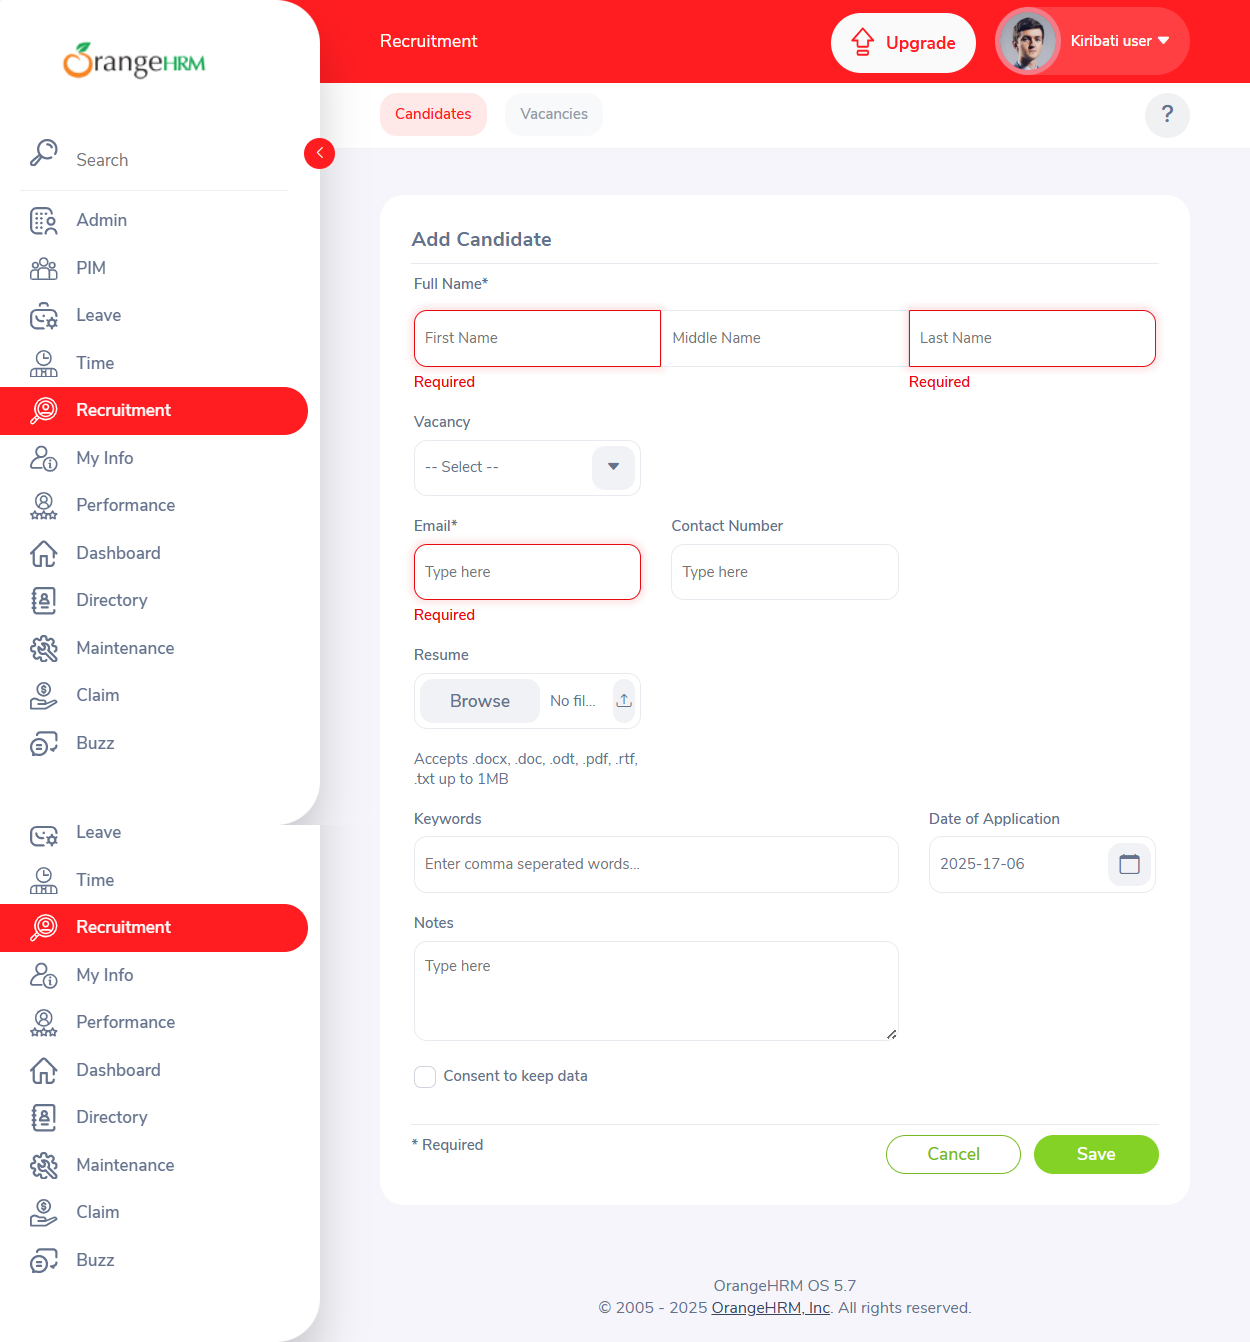 OrangeHRM
Search
Admin
PIM
Leave
Time
Recruitment
My Info
Performance
Dashboard
Directory
Maintenance
Claim
Buzz
Leave
Time
Recruitment
My Info
Performance
Dashboard
Directory
Maintenance
Claim
Buzz
Recruitment
Upgrade
Kiribati user
Candidates
Vacancies
?
Add Candidate
Full Name*
First Name
Middle Name
Last Name
Required
Required
Vacancy
-- Select --
Email*
Contact Number
Type here
Type here
Required
Resume
Browse
No fil...
Accepts .docx, .doc, .odt, .pdf, .rtf,
.txt up to 1MB
Keywords
Date of Application
Enter comma seperated words...
2025-17-06
Notes
Type here
Consent to keep data
* Required
Cancel
Save
OrangeHRM OS 5.7
© 2005 - 2025 OrangeHRM, Inc. All rights reserved.